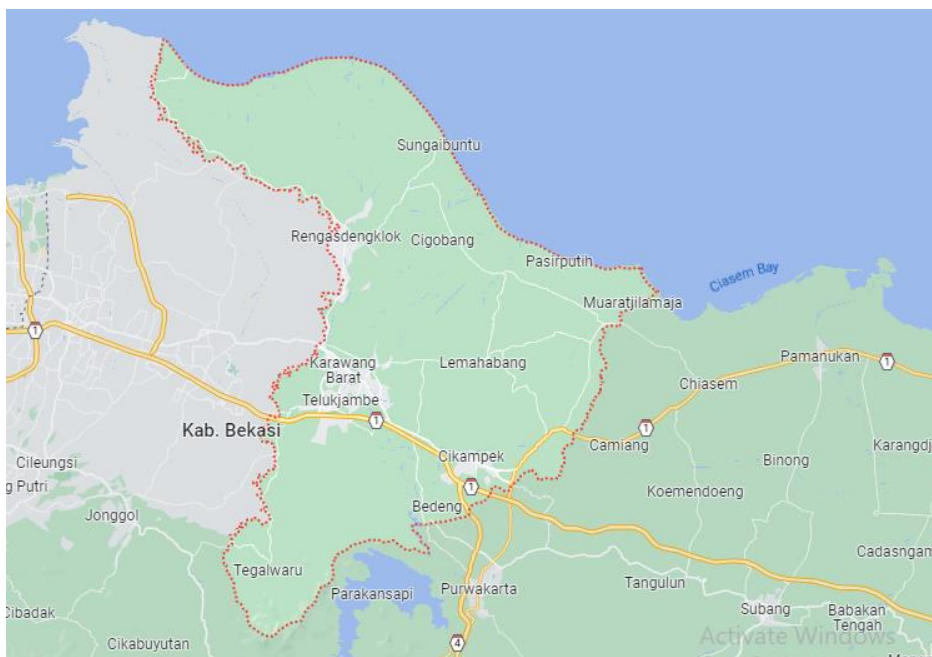 Sungaibuntu
Rengasdengklok
Cigobang
Pasirputih
Ciasem Bay
Muaratjilamaja
1
Karawang
Barat
Lemahabang
Pamanukan
1
Chiasem
Telukjambe
1
Kab. Bekasi
1
Camiang
Karangdj
Cikampek
Cileungsi
Binong
g Putri
1
Koemendoeng
Jonggol
Bedeng
Cadasngam
Tegalwaru
Tangulun
Parakansapi
Purwakarta
Cibadak
Subang
Babakan
Tengah
Cikabuyutan
4
Activate Windows